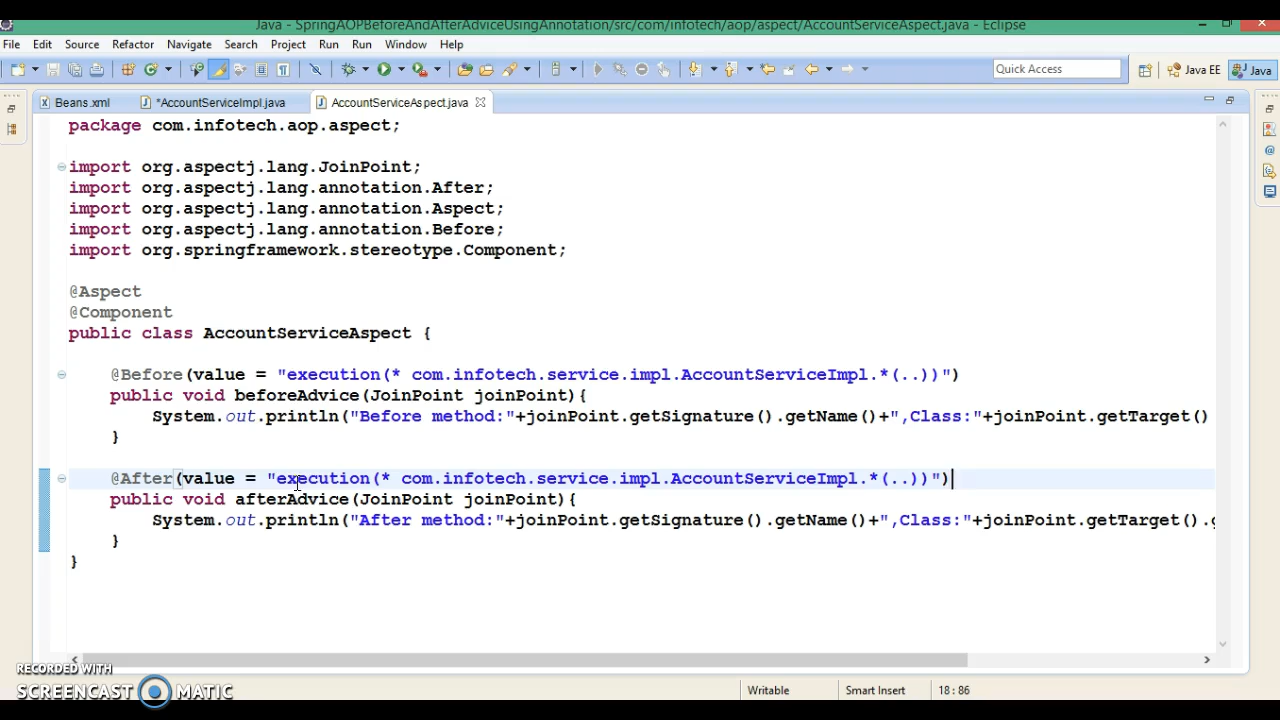 Java - SpringAOPBeforeAndAfterAdviceUsingAnnotation/src/com/infotech/aop/aspect/AccountServiceAspect.java - Eclipse
File Edit Source Refactor Navigate Search Project Run Run Window Help
Quick Access Java EE Java
Beans.xml *AccountServiceImpl.java AccountServiceAspect.java
package com.infotech.aop.aspect;
import org.aspectj.lang.JoinPoint;
import org.aspectj.lang.annotation.After;
import org.aspectj.lang.annotation.Aspect;
import org.aspectj.lang.annotation.Before;
import org.springframework.stereotype.Component;
@Aspect
@Component
public class AccountServiceAspect {
@Before(value = "execution(* com.infotech.service.impl.AccountServiceImpl.*(..))")
public void beforeAdvice(JoinPoint joinPoint){
System.out.println("Before method:"+joinPoint.getSignature().getName()+",Class:"+joinPoint.getTarget()
}
@After(value = "execution(* com.infotech.service.impl.AccountServiceImpl.*(..))")
public void afterAdvice(JoinPoint joinPoint){
System.out.println("After method:"+joinPoint.getSignature().getName()+",Class:"+joinPoint.getTarget().
}
}
RECORDED WITH
SCREENCAST MATIC
Writable Smart Insert 18 : 86